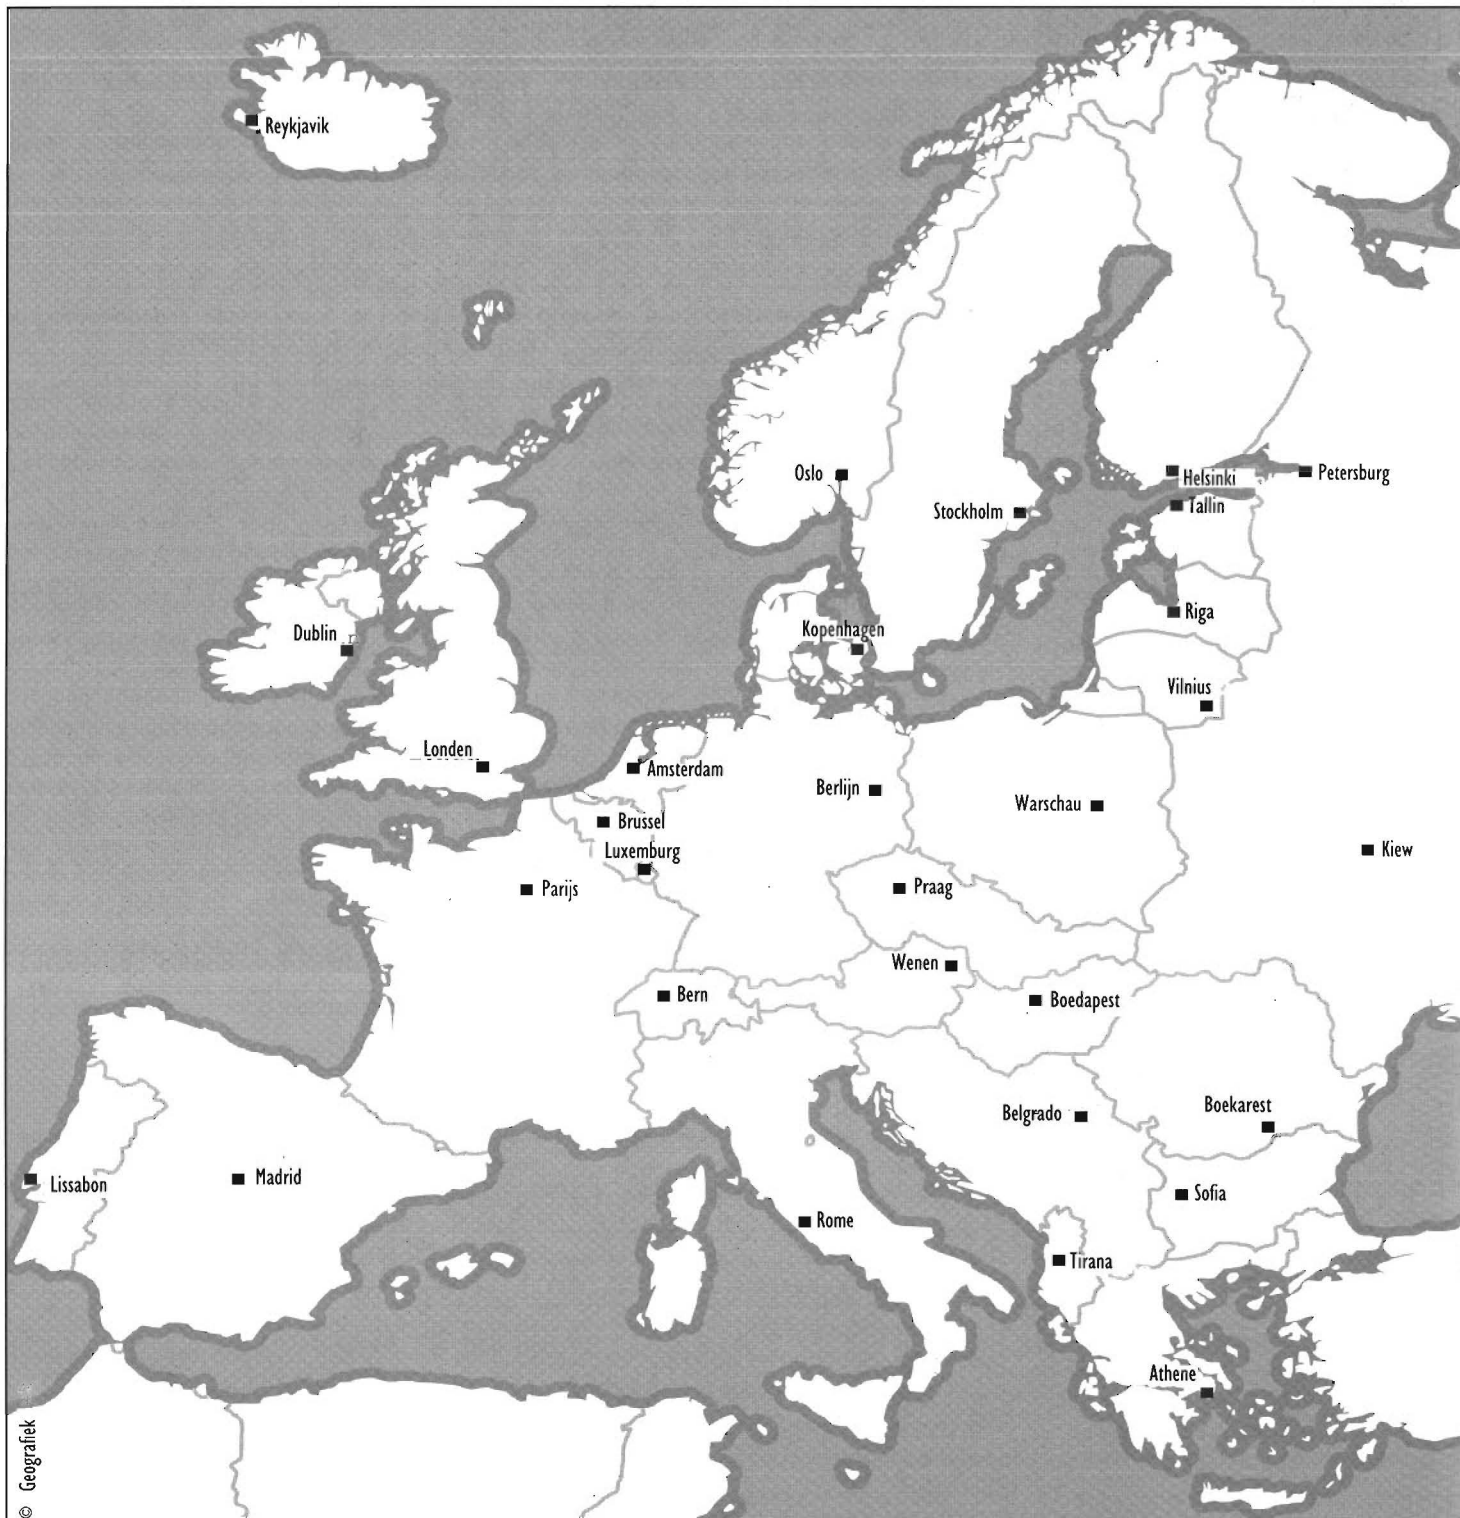 Reykjavik
Oslo
Helsinki
Petersburg
Stockholm
Tallin
Riga
Dublin
Kopenhagen
Vilnius
Londen
Amsterdam
Berlijn
Warschau
Brussel
Luxemburg
Kiew
Parijs
Praag
Wenen
Bern
Boedapest
Belgrado
Boekarest
Lissabon
Madrid
Sofia
Rome
Tirana
Athene
© Geografiek